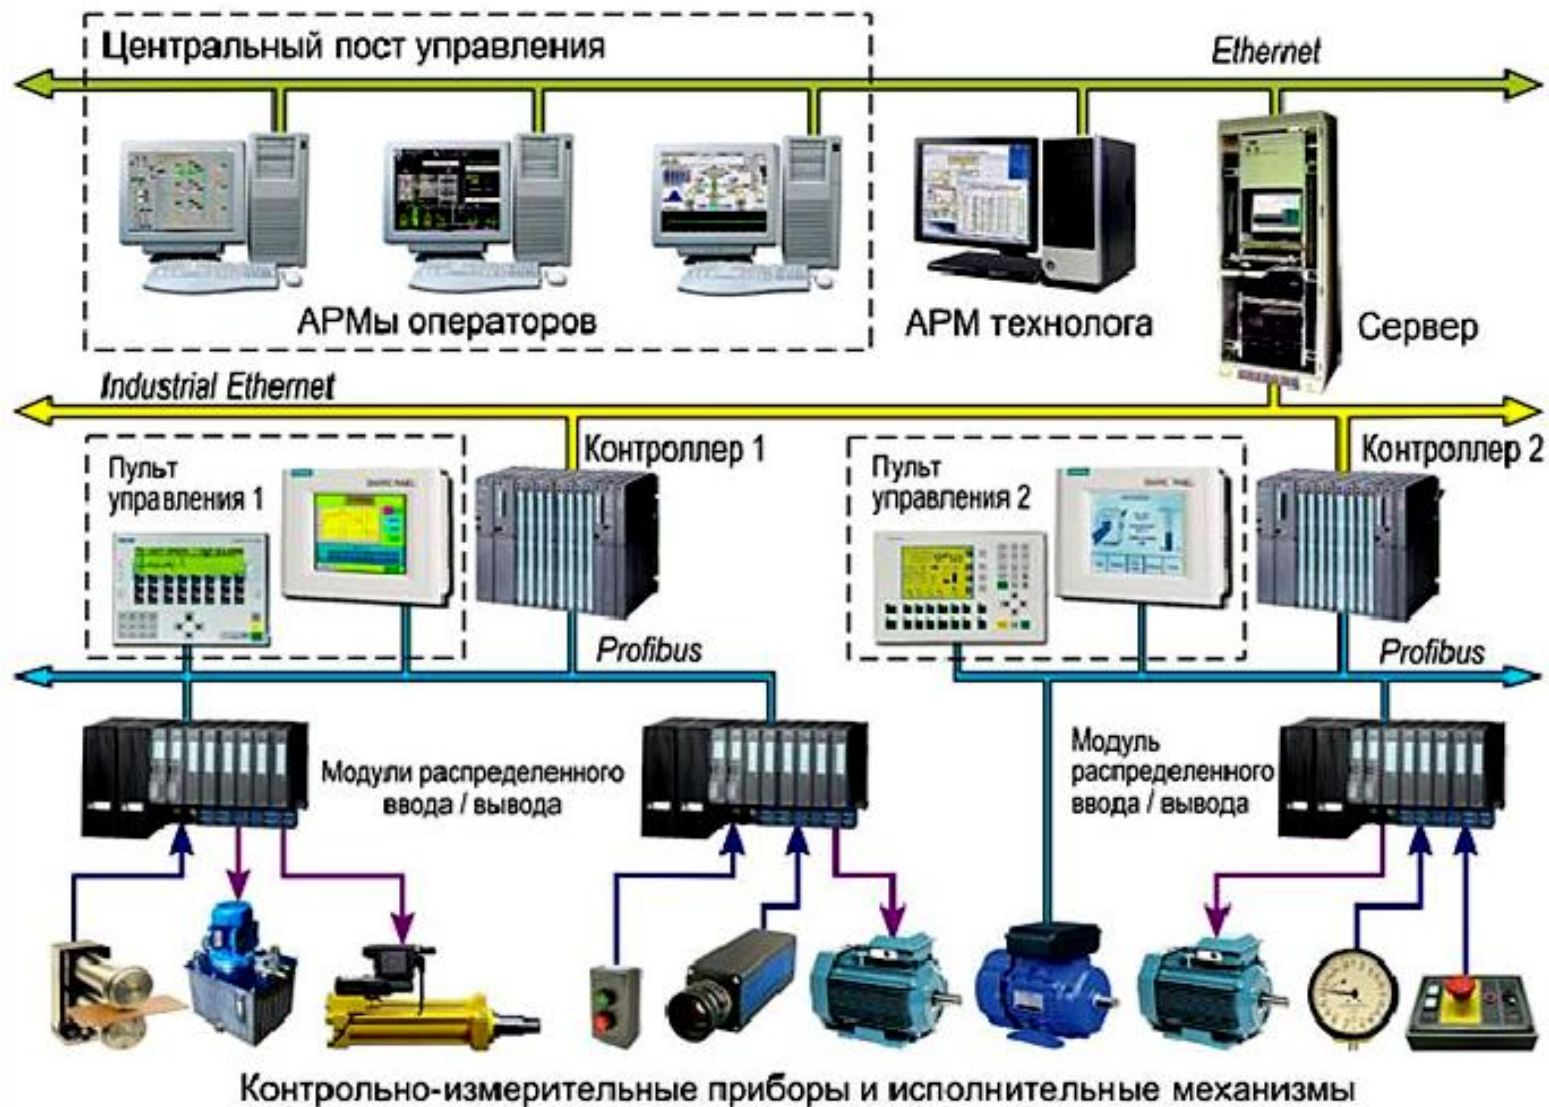 Центральный пост управления
Ethernet
АРМы операторов
АРМ технолога
Сервер
Industrial Ethernet
Контроллер 1
Контроллер 2
Пульт
управления 1
Пульт
управления 2
Profibus
Profibus
Модули распределенного
ввода / вывода
Модуль
распределенного
ввода / вывода
Контрольно-измерительные приборы и исполнительные механизмы